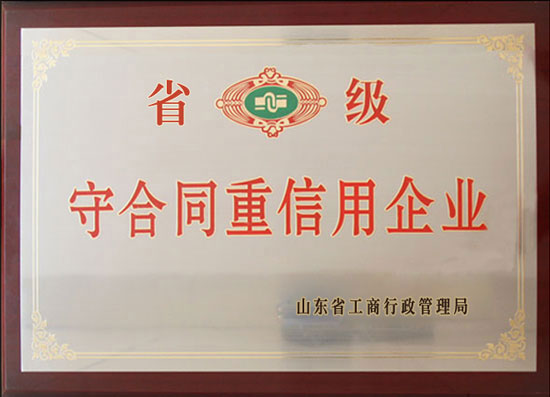 省级
守合同重信用企业
山东省工商行政管理局